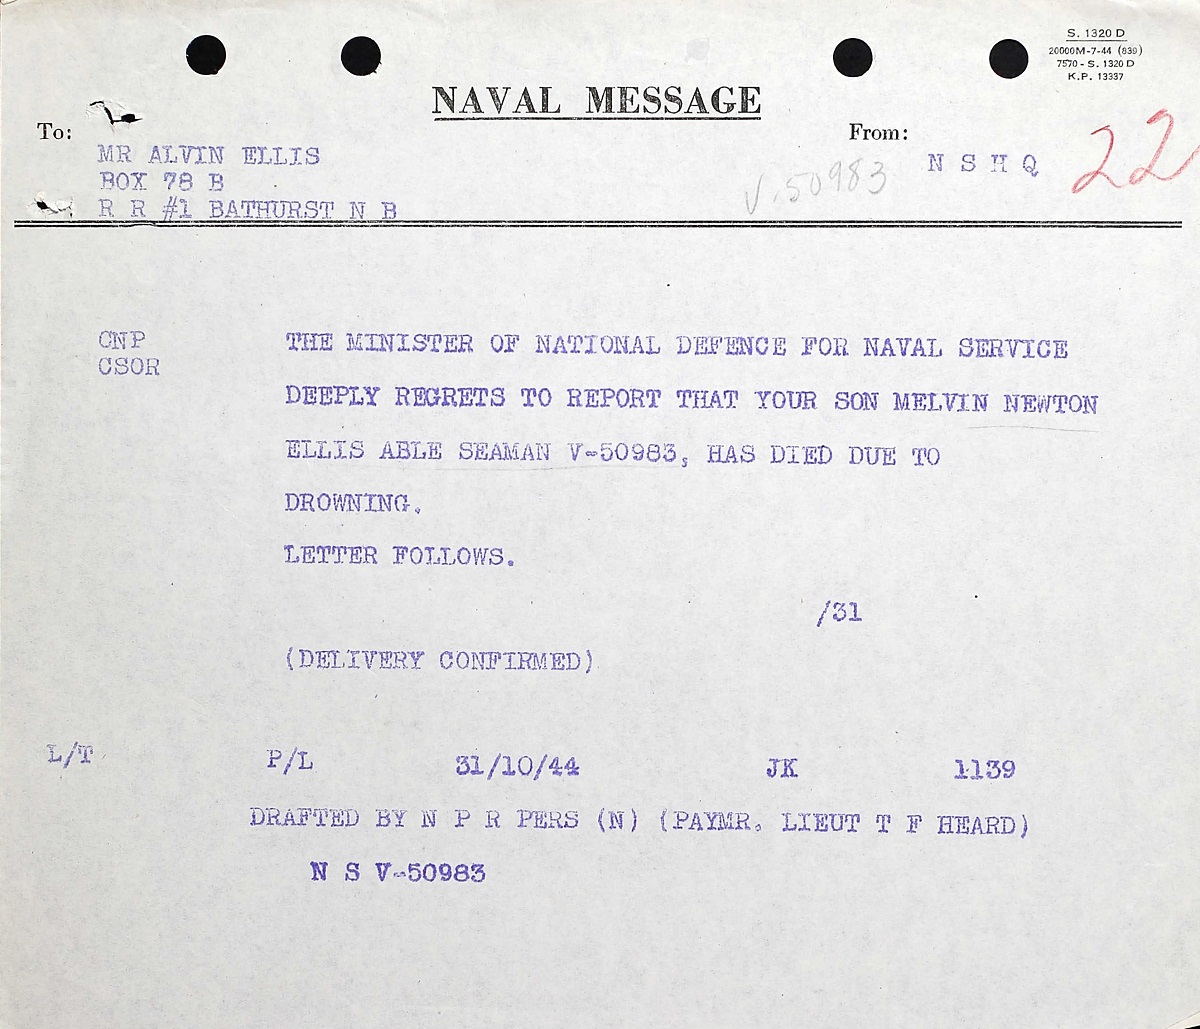 S. 1320 D
20000M-7-44 (839)
7570 - S. 1320 D
K.P. 13337
NAVAL MESSAGE
To:
From:
MR ALVIN ELLIS
BOX 78 B
R R #1 BATHURST N B
V.50983
N S H Q
22
CNP
CSOR
THE MINISTER OF NATIONAL DEFENCE FOR NAVAL SERVICE
DEEPLY REGRETS TO REPORT THAT YOUR SON MELVIN NEWTON
ELLIS ABLE SEAMAN V-50983, HAS DIED DUE TO
DROWNING.
LETTER FOLLOWS.
/31
(DELIVERY CONFIRMED)
L/T P/L 31/10/44 JK 1139
DRAFTED BY N P R PERS (N) (PAYMR. LIEUT T F HEARD)
N S V-50983